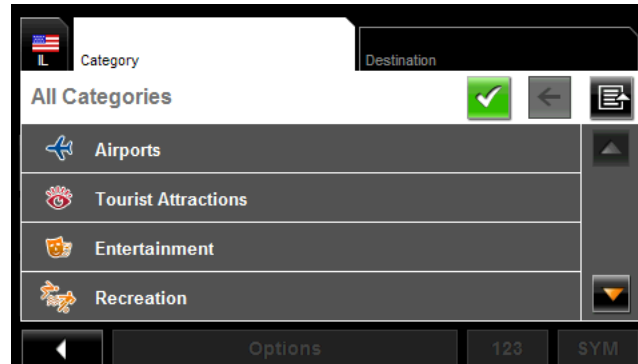 IL
Category
Destination
All Categories
Airports
Tourist Attractions
Entertainment
Recreation
Options 123 SYM